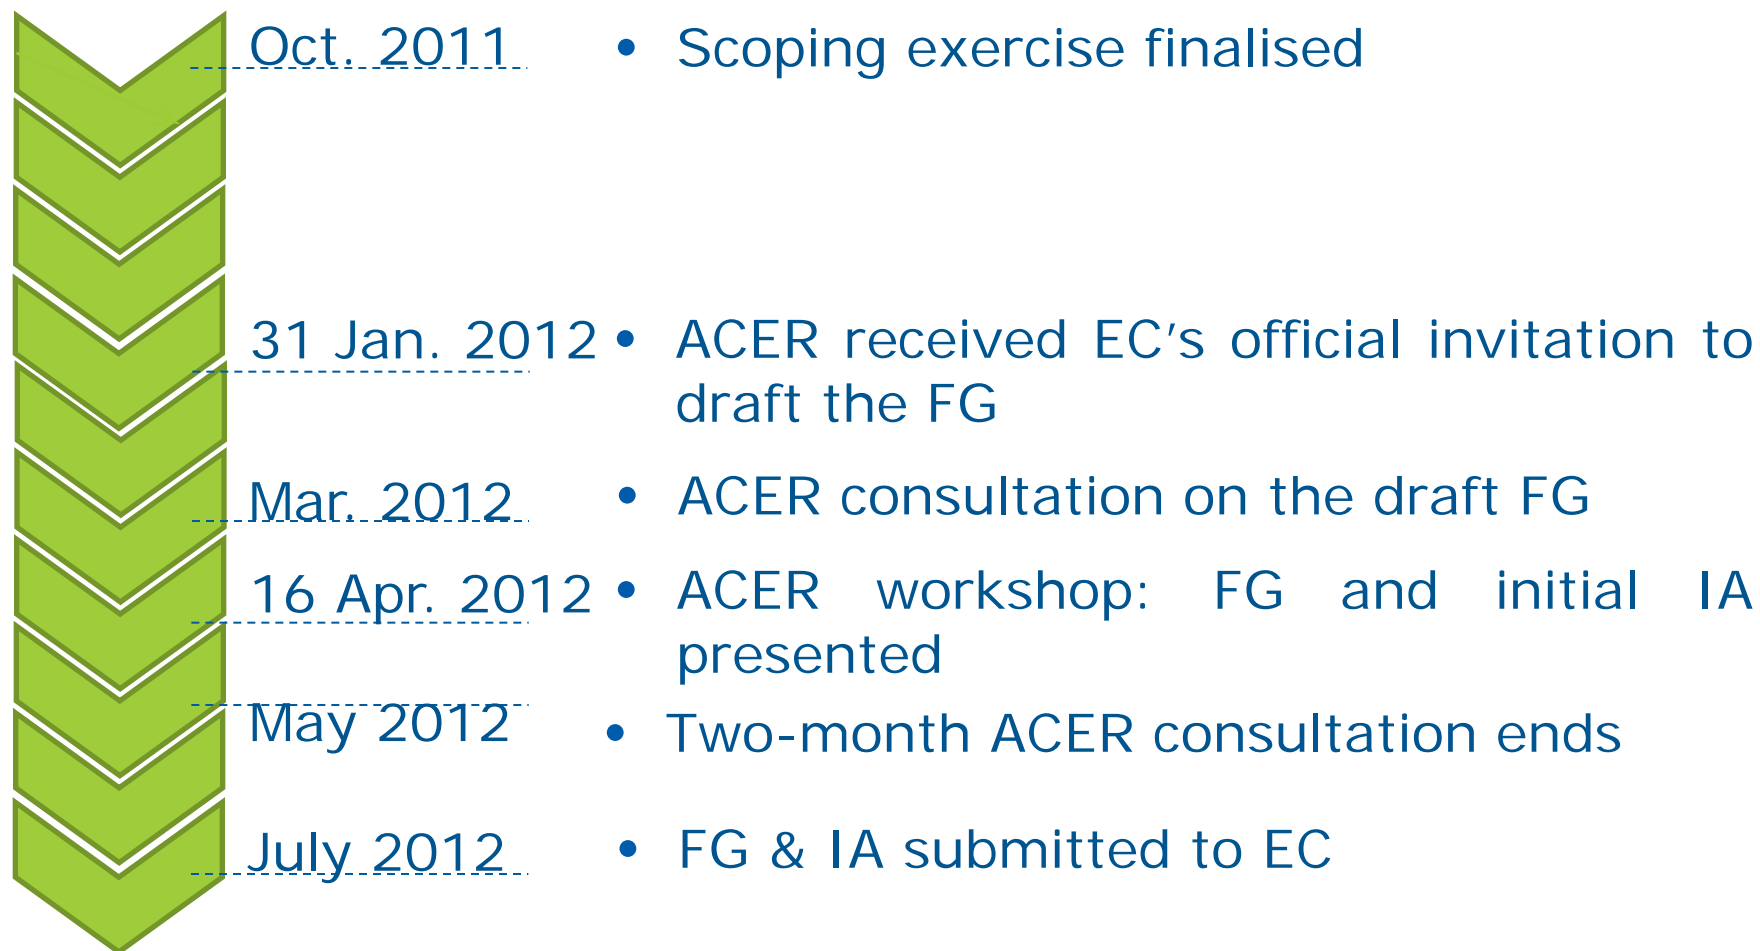 Oct. 2011 • Scoping exercise finalised
31 Jan. 2012 • ACER received EC’s official invitation to
draft the FG
Mar. 2012 • ACER consultation on the draft FG
16 Apr. 2012 • ACER workshop: FG and initial IA
presented
May 2012 • Two-month ACER consultation ends
July 2012 • FG & IA submitted to EC